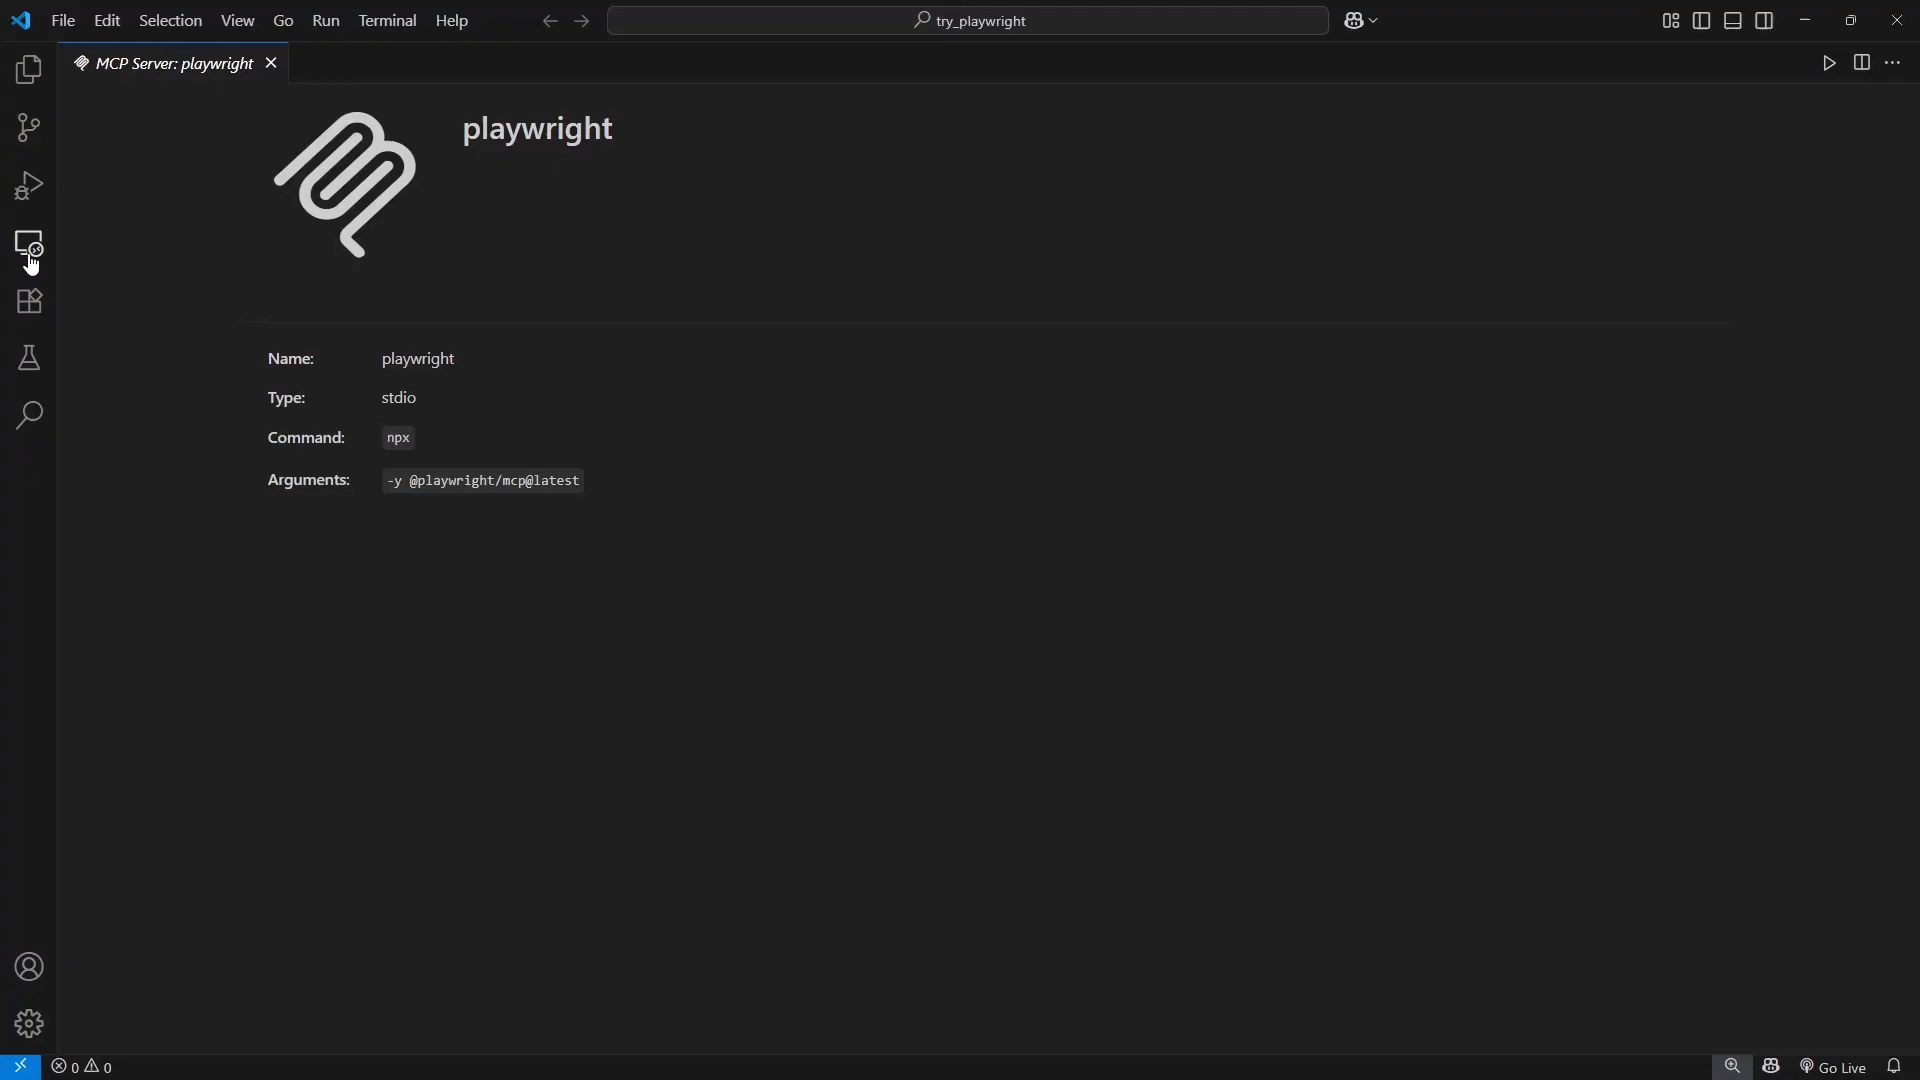 File Edit Selection View Go Run Terminal Help
try_playwright
MCP Server: playwright
playwright
Name: playwright
Type: stdio
Command: npx
Arguments: -y @playwright/mcp@latest
0 0
Go Live